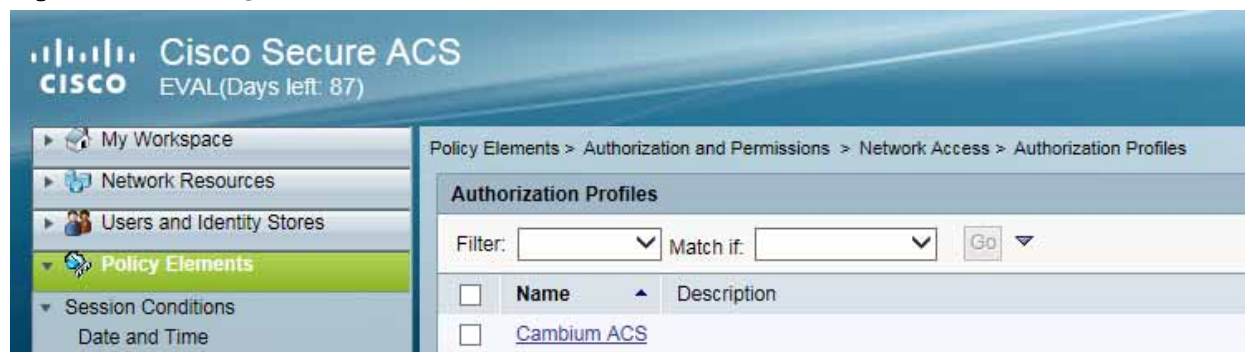 Cisco Secure ACS
CISCO
EVAL(Days left: 87)
My Workspace
Network Resources
Users and Identity Stores
Policy Elements
Session Conditions
Date and Time
Policy Elements > Authorization and Permissions > Network Access > Authorization Profiles
Authorization Profiles
Filter: Match if: Go
Name Description
Cambium ACS